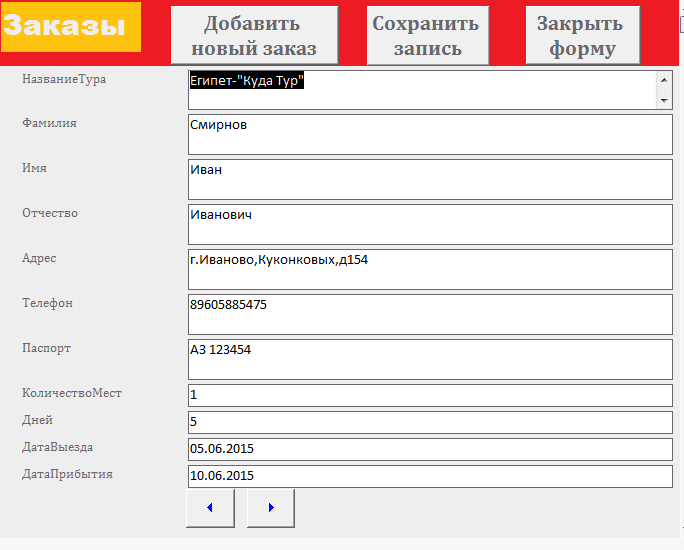 Заказы
Добавить
новый заказ
Сохранить
запись
Закрыть
форму
НазваниеТура
Египет-"Куда Тур"
Фамилия
Смирнов
Имя
Иван
Отчество
Иванович
Адрес
г.Иваново,Куконковых,д154
Телефон
89605885475
Паспорт
АЗ 123454
КоличествоМест
1
Дней
5
ДатаВыезда
05.06.2015
ДатаПрибытия
10.06.2015